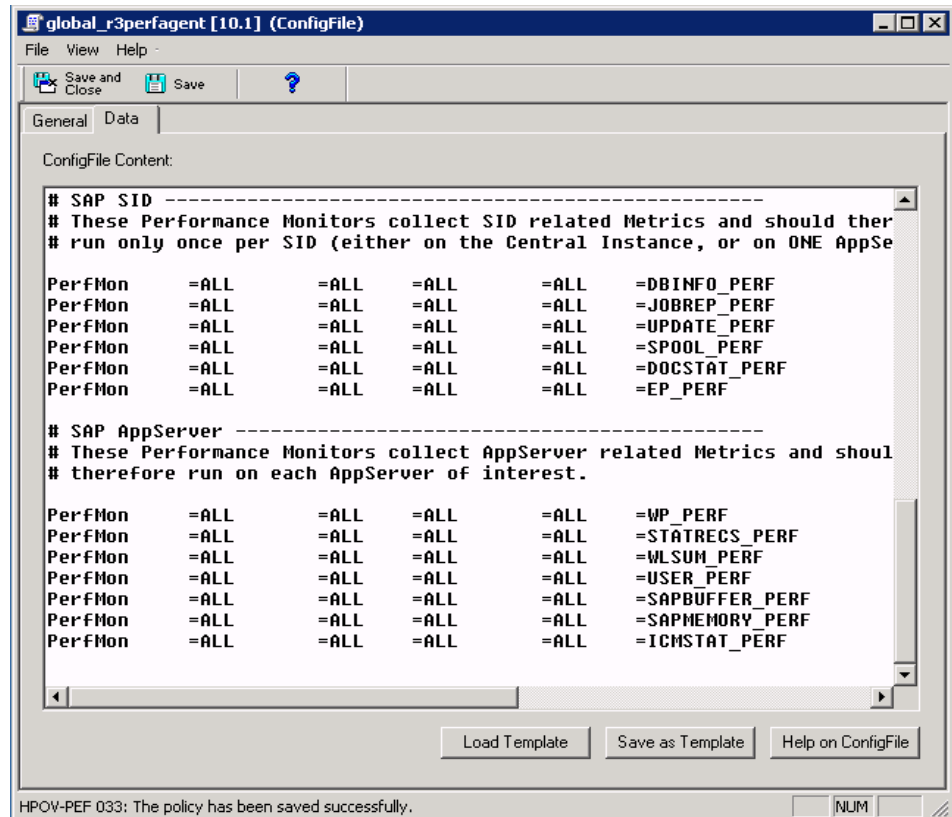 global_r3perfagent [10.1] (ConfigFile)
File View Help
Save and Close Save
General Data
ConfigFile Content:
# SAP SID ---------------------------------------------------
# These Performance Monitors collect SID related Metrics and should ther
# run only once per SID (either on the Central Instance, or on ONE AppSe
PerfMon =ALL =ALL =ALL =ALL =DBINFO_PERF
PerfMon =ALL =ALL =ALL =ALL =JOBREP_PERF
PerfMon =ALL =ALL =ALL =ALL =UPDATE_PERF
PerfMon =ALL =ALL =ALL =ALL =SPOOL_PERF
PerfMon =ALL =ALL =ALL =ALL =DOCSTAT_PERF
PerfMon =ALL =ALL =ALL =ALL =EP_PERF
# SAP AppServer ---------------------------------------------
# These Performance Monitors collect AppServer related Metrics and shoul
# therefore run on each AppServer of interest.
PerfMon =ALL =ALL =ALL =ALL =WP_PERF
PerfMon =ALL =ALL =ALL =ALL =STATRECS_PERF
PerfMon =ALL =ALL =ALL =ALL =WLSUM_PERF
PerfMon =ALL =ALL =ALL =ALL =USER_PERF
PerfMon =ALL =ALL =ALL =ALL =SAPBUFFER_PERF
PerfMon =ALL =ALL =ALL =ALL =SAPMEMORY_PERF
PerfMon =ALL =ALL =ALL =ALL =ICMSTAT_PERF
Load Template Save as Template Help on ConfigFile
HPOV-PEF 033: The policy has been saved successfully. NUM